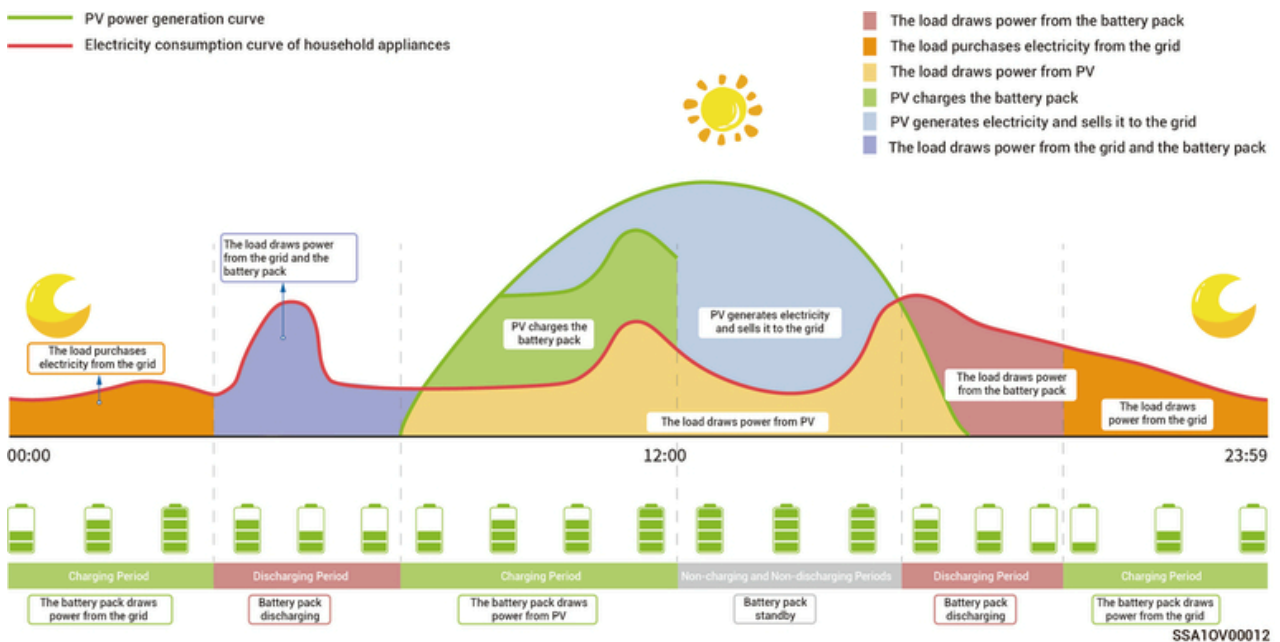 PV power generation curve
Electricity consumption curve of household appliances
The load draws power from the battery pack
The load purchases electricity from the grid
The load draws power from PV
PV charges the battery pack
PV generates electricity and sells it to the grid
The load draws power from the grid and the battery pack
The load draws power
from the grid and the
battery pack
The load purchases
electricity from the grid
PV charges the
battery pack
PV generates electricity
and sells it to the grid
The load draws power from PV
The load draws power
from the battery pack
The load draws
power from the grid
00:00
12:00
23:59
Charging Period
Discharging Period
Charging Period
Non-charging and Non-discharging Periods
Discharging Period
Charging Period
The battery pack draws
power from the grid
Battery pack
discharging
The battery pack draws
power from PV
Battery pack
standby
Battery pack
discharging
The battery pack draws
power from the grid
SSA1OV00012